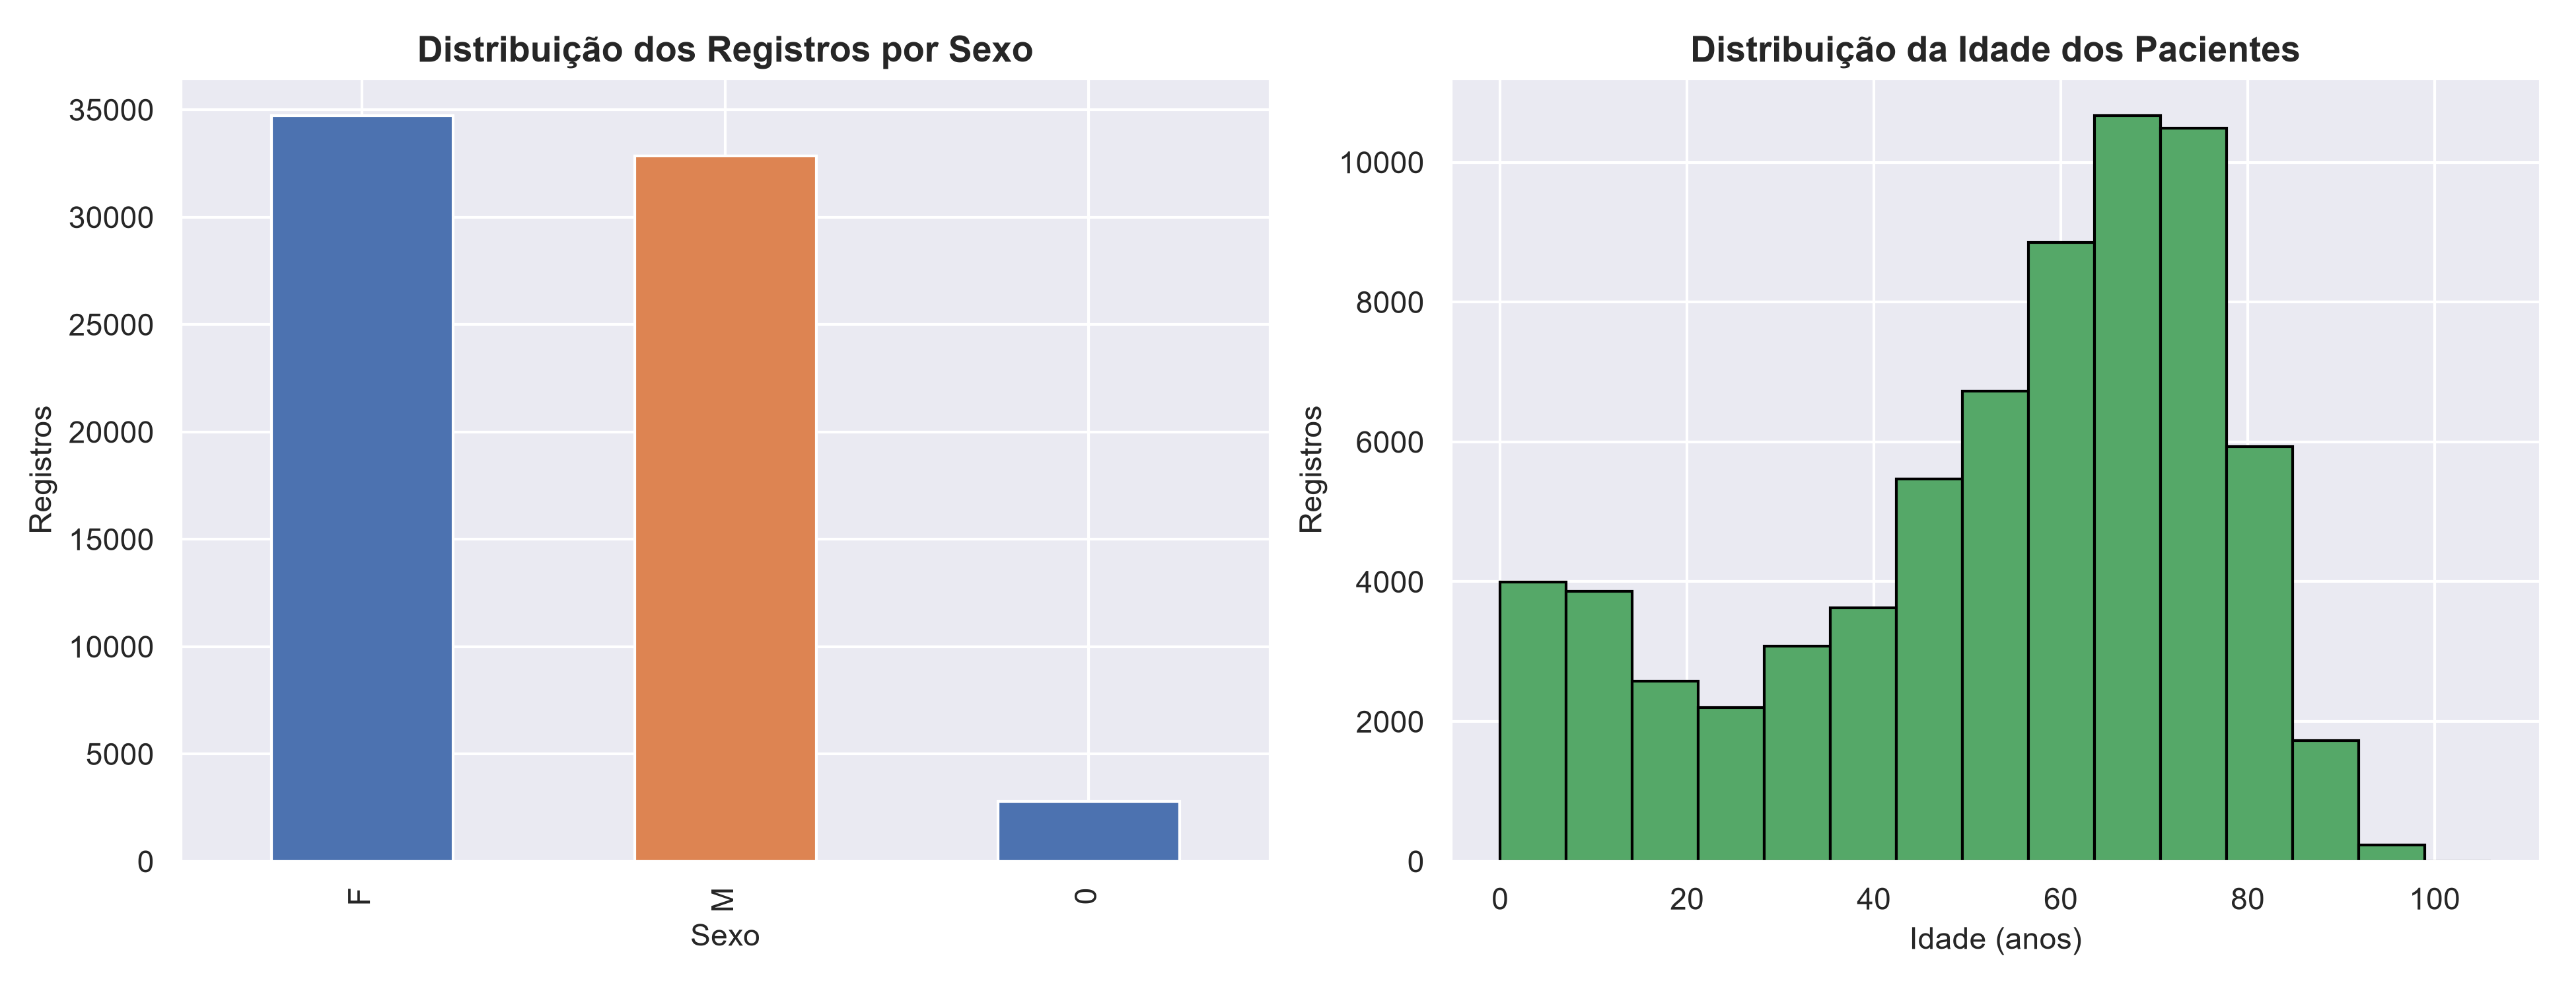 Distribuição dos Registros por Sexo
35000
30000
25000
20000
15000
10000
5000
0
Registros
F
M
0
Sexo
Distribuição da Idade dos Pacientes
10000
8000
6000
4000
2000
0
Registros
0 20 40 60 80 100
Idade (anos)